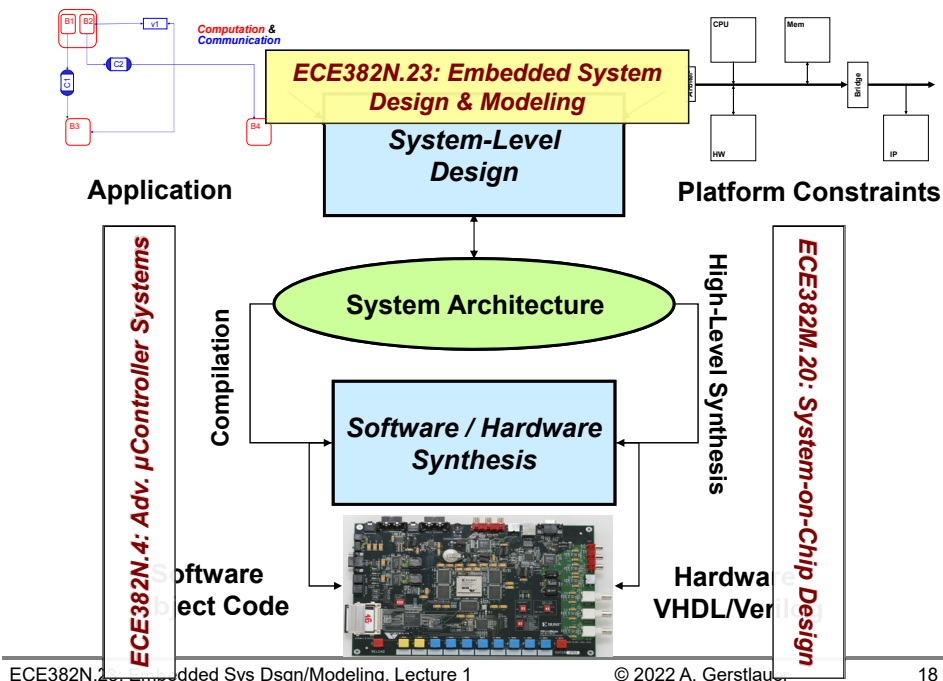 B1
B2
v1
Computation &
Communication
C1
C2
B3
B4
CPU
Mem
Bridge
HW
IP
ECE382N.23: Embedded System
Design & Modeling
System-Level
Design
Application
Platform Constraints
ECE382N.4: Adv. µController Systems
ECE382M.20: System-on-Chip Design
System Architecture
Compilation
High-Level Synthesis
Software / Hardware
Synthesis
Software
Object Code
Hardware
VHDL/Verilog
ECE382N.23: Embedded Sys Dsgn/Modeling, Lecture 1
© 2022 A. Gerstlauer
18